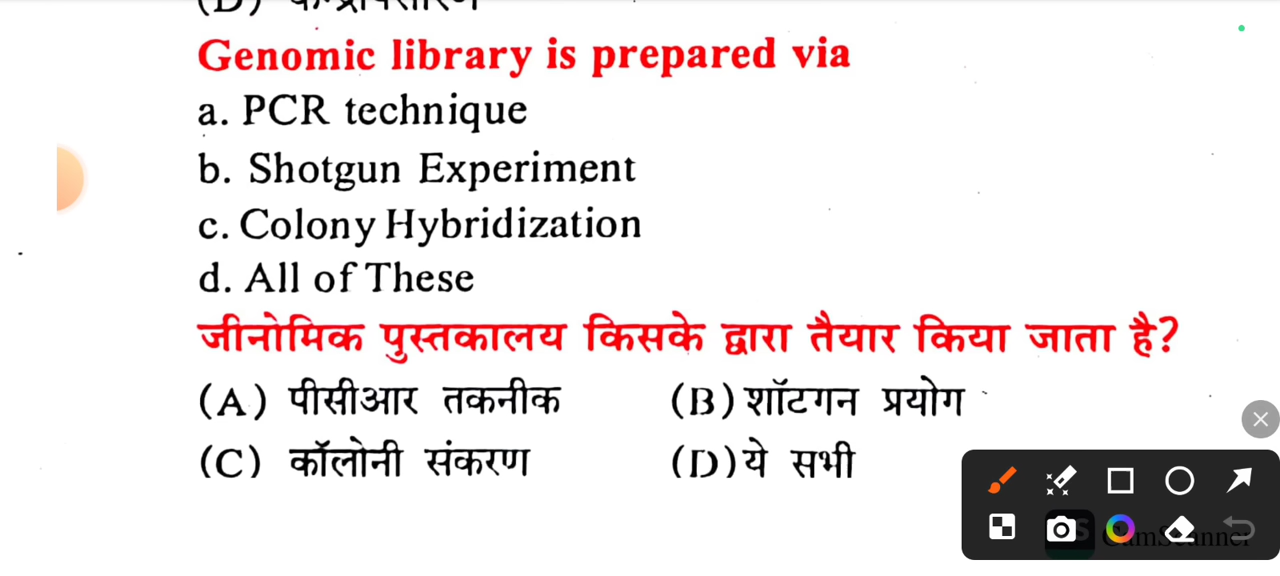 Genomic library is prepared via
a. PCR technique
b. Shotgun Experiment
c. Colony Hybridization
d. All of These
जीनोमिक पुस्तकालय किसके द्वारा तैयार किया जाता है?
(A) पीसीआर तकनीक (B) शॉटगन प्रयोग
(C) कॉलोनी संकरण (D) ये सभी
CamScanner